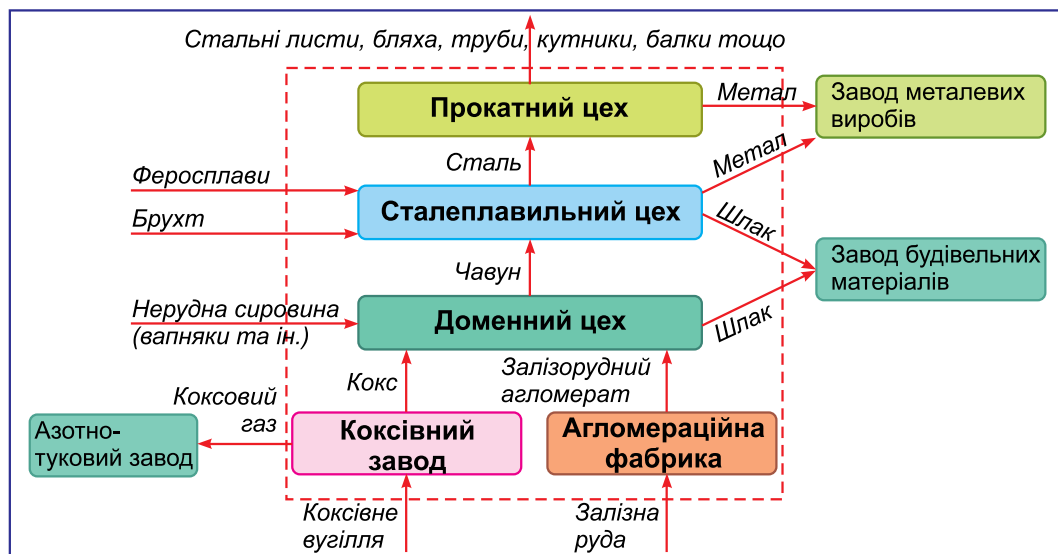 Стальні листи, бляха, труби, кутники, балки тощо
Прокатний цех
Метал
Завод металевих
виробів
Сталь
Метал
Феросплави
Брухт
Сталеплавильний цех
Шлак
Завод будівельних
матеріалів
Чавун
Нерудна сировина
(вапняки та ін.)
Доменний цех
Шлак
Кокс
Залізорудний
агломерат
Коксовий
газ
Азотно-
туковий завод
Коксівний
завод
Агломераційна
фабрика
Коксівне
вугілля
Залізна
руда